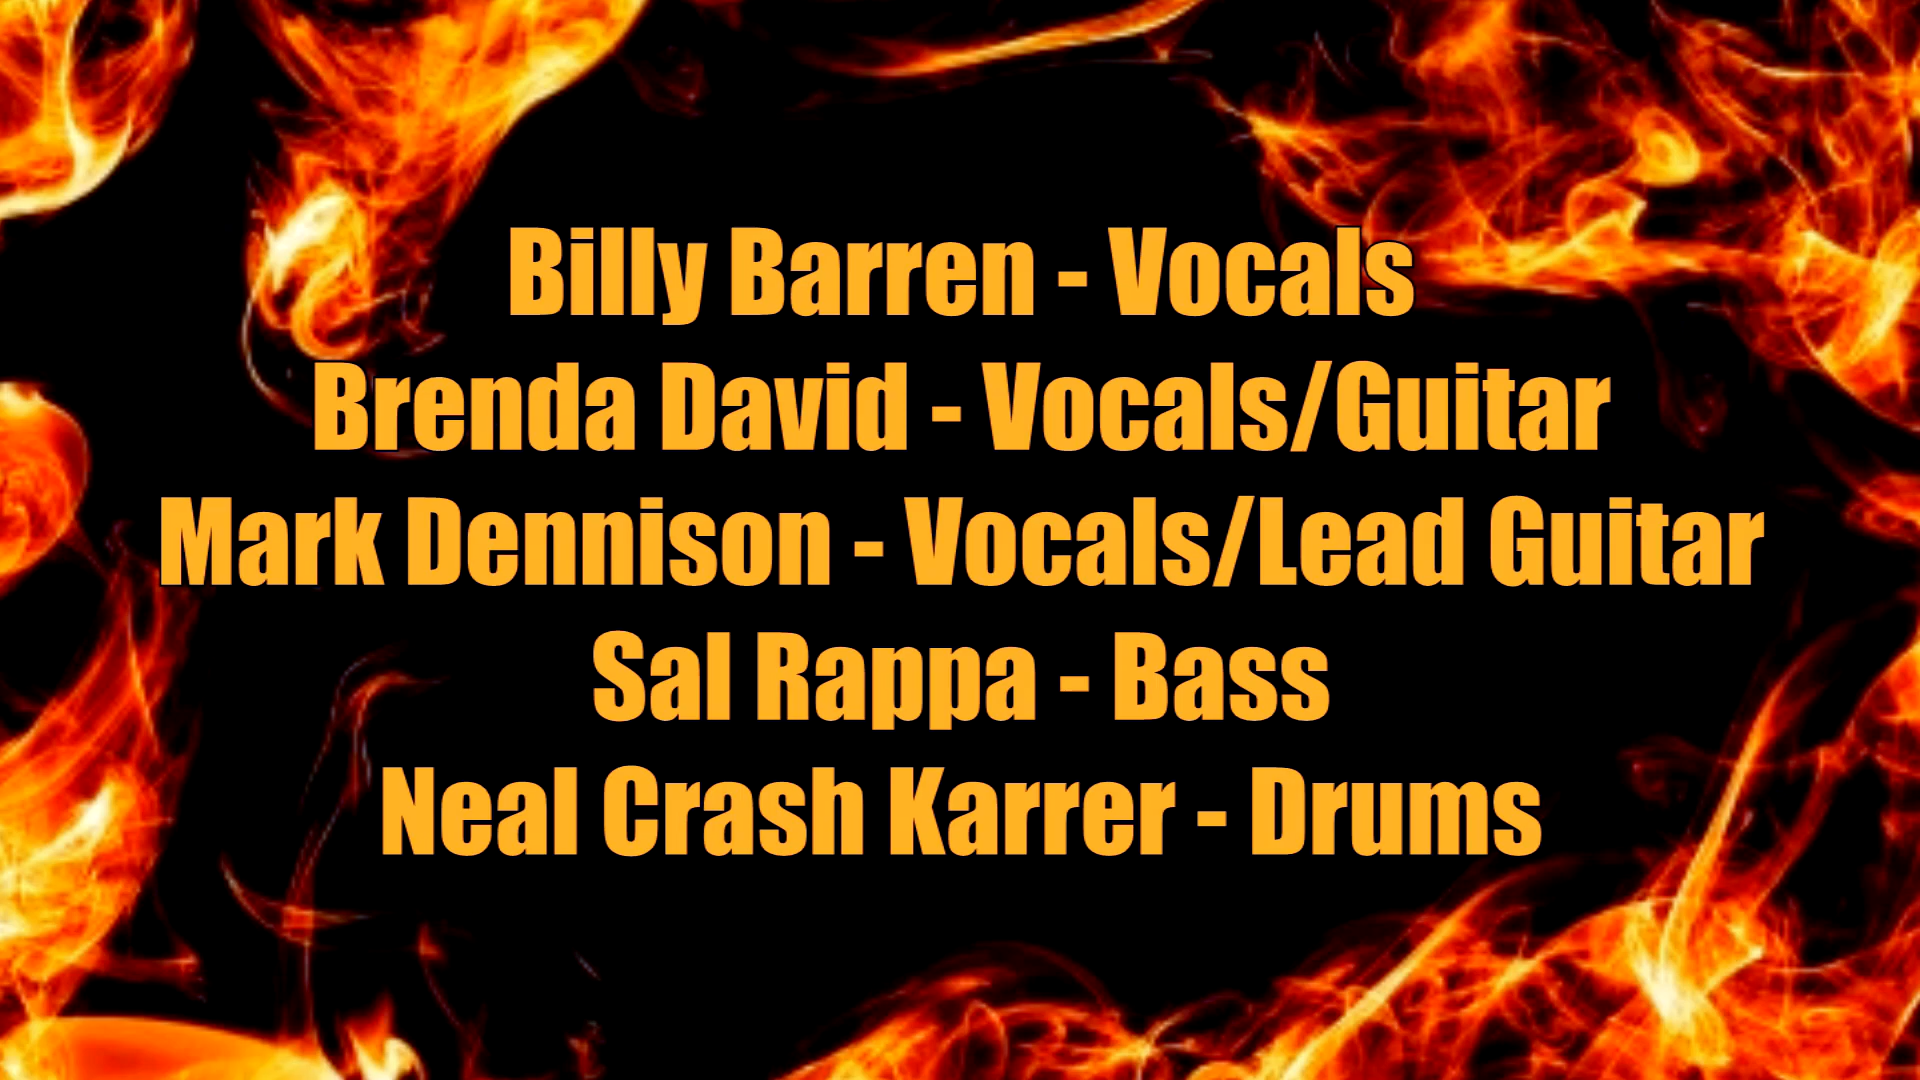 Billy Barren - Vocals
Brenda David - Vocals/Guitar
Mark Dennison - Vocals/Lead Guitar
Sal Rappa - Bass
Neal Crash Karrer - Drums